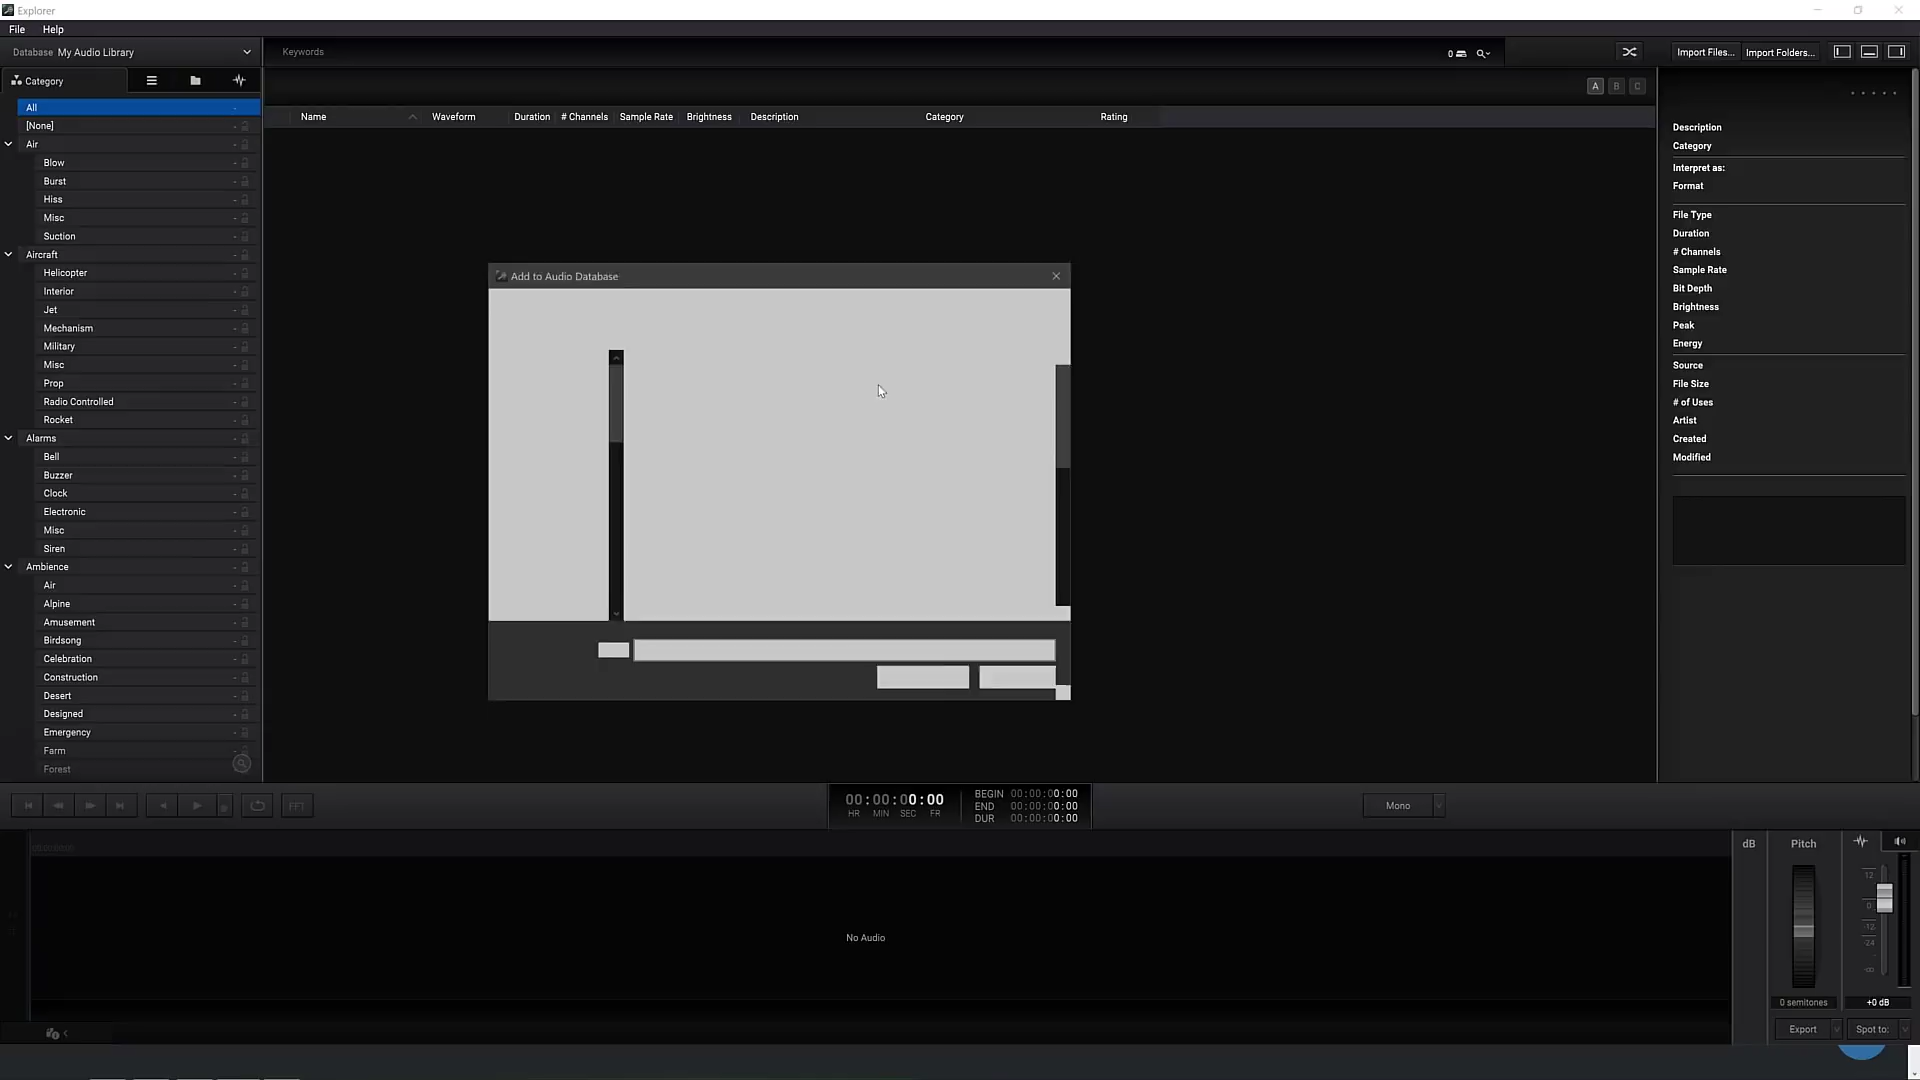 Explorer
File Help
Database My Audio Library
Keywords
0
Import Files... Import Folders...
Category
A B C
All -
[None] -
Air -
Blow -
Burst -
Hiss -
Misc -
Suction -
Aircraft -
Helicopter -
Interior -
Jet -
Mechanism -
Military -
Misc -
Prop -
Radio Controlled -
Rocket -
Alarms -
Bell -
Buzzer -
Clock -
Electronic -
Misc -
Siren -
Ambience -
Air -
Alpine -
Amusement -
Birdsong -
Celebration -
Construction -
Desert -
Designed -
Emergency -
Farm -
Forest
Name Waveform Duration # Channels Sample Rate Brightness Description Category Rating
Add to Audio Database
Description
Category
Interpret as:
Format
File Type
Duration
# Channels
Sample Rate
Bit Depth
Brightness
Peak
Energy
Source
File Size
# of Uses
Artist
Created
Modified
FFT
00:00:00:00
HR MIN SEC FR
BEGIN 00:00:00:00
END 00:00:00:00
DUR 00:00:00:00
Mono
No Audio
dB
Pitch
0 semitones
12
0
-12
-24
-∞
+0 dB
Export
Spot to: